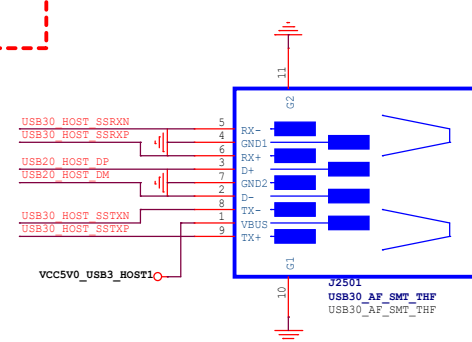 11
G2
USB30_HOST_SSRXN 5 RX-
USB30_HOST_SSRXP 4 GND1
6 RX+
USB20_HOST_DP 3 D+
USB20_HOST_DM 7 GND2
2 D-
8 TX-
USB30_HOST_SSTXN 1 VBUS
USB30_HOST_SSTXP 9 TX+
G1
VCC5V0_USB3_HOST1
10
J2501
USB30_AF_SMT_THF
USB30_AF_SMT_THF